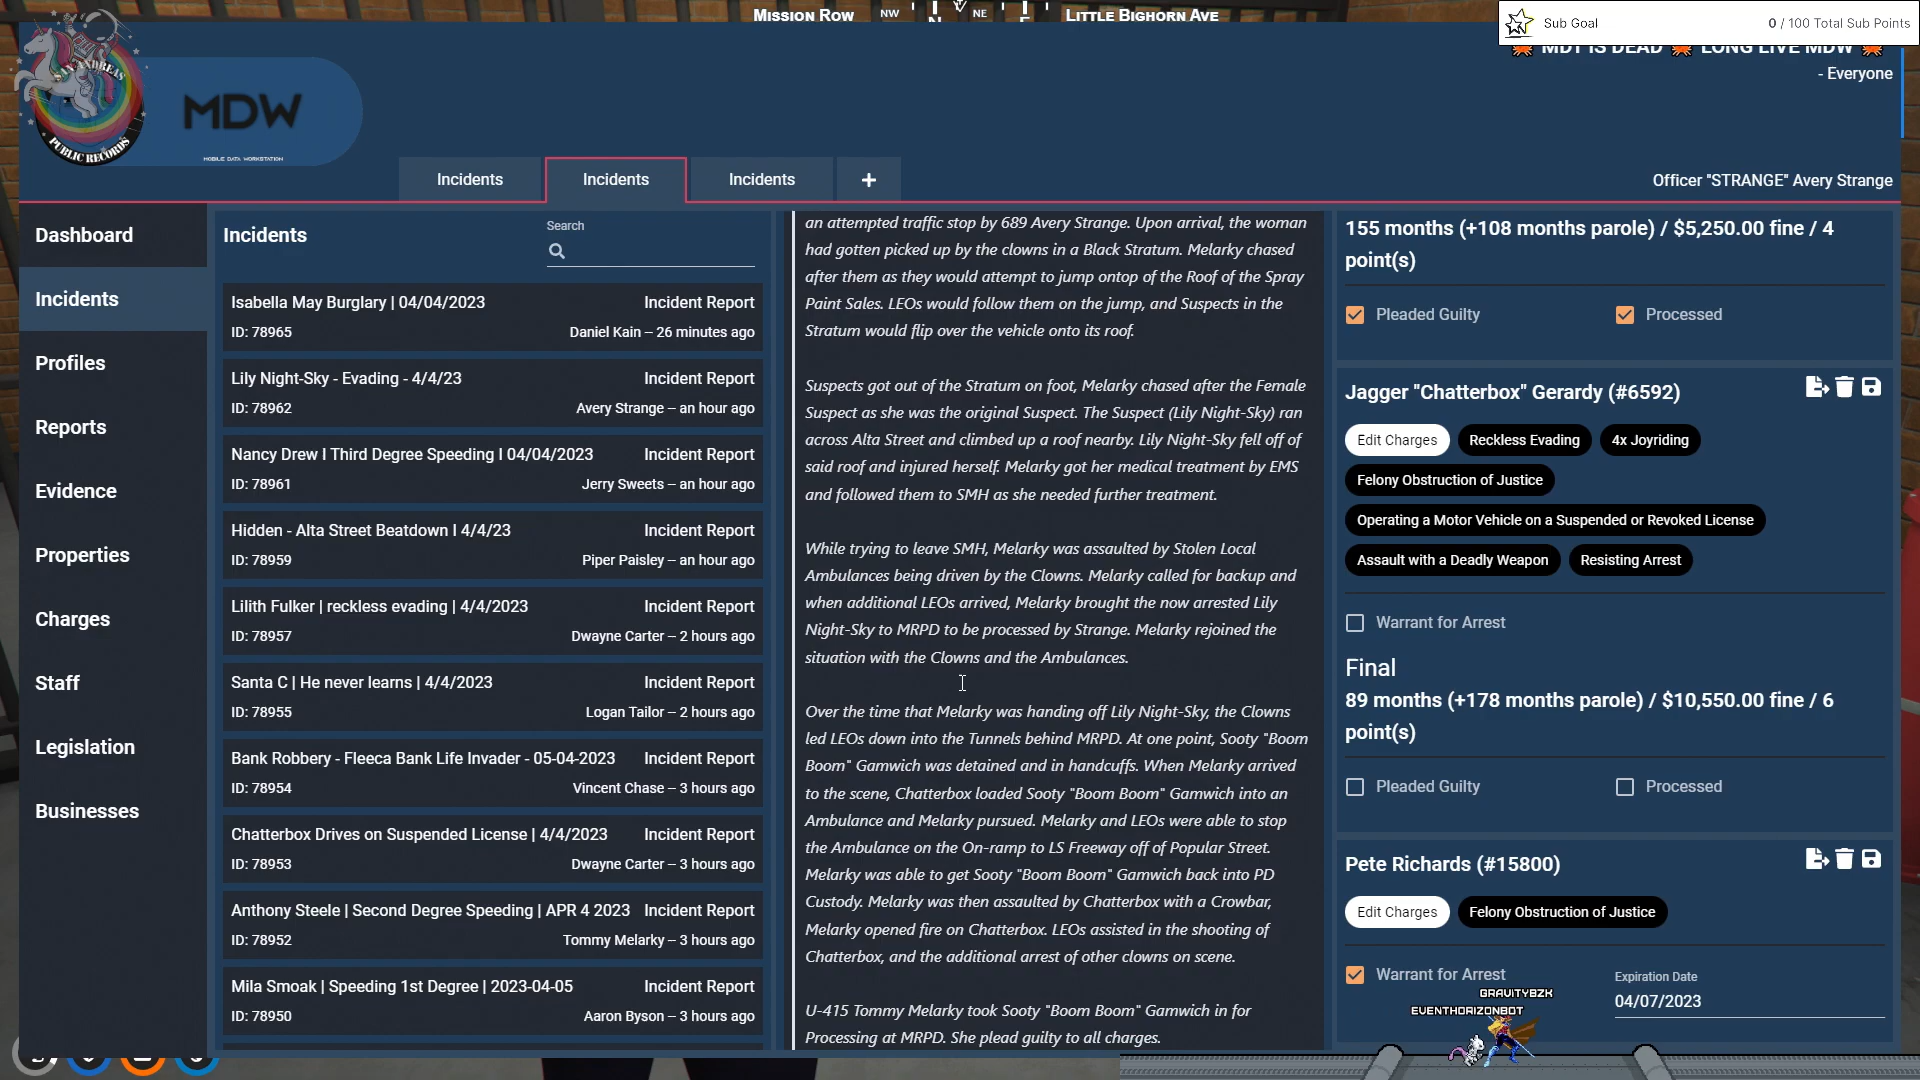 Mission Row
NW
N
NE
E
Little Bighorn Ave
Sub Goal
0 / 100 Total Sub Points
MDT IS DEAD
LONG LIVE MDW
- Everyone
SAN ANDREAS
PUBLIC RECORDS
MDW
MOBILE DATA WORKSTATION
Incidents
Incidents
Incidents
+
Officer "STRANGE" Avery Strange
Dashboard
Incidents
Profiles
Reports
Evidence
Properties
Charges
Staff
Legislation
Businesses
Incidents
Search
Isabella May Burglary | 04/04/2023
Incident Report
ID: 78965
Daniel Kain – 26 minutes ago
Lily Night-Sky - Evading - 4/4/23
Incident Report
ID: 78962
Avery Strange – an hour ago
Nancy Drew I Third Degree Speeding I 04/04/2023
Incident Report
ID: 78961
Jerry Sweets – an hour ago
Hidden - Alta Street Beatdown I 4/4/23
Incident Report
ID: 78959
Piper Paisley – an hour ago
Lilith Fulker | reckless evading | 4/4/2023
Incident Report
ID: 78957
Dwayne Carter – 2 hours ago
Santa C | He never learns | 4/4/2023
Incident Report
ID: 78955
Logan Tailor – 2 hours ago
Bank Robbery - Fleeca Bank Life Invader - 05-04-2023
Incident Report
ID: 78954
Vincent Chase – 3 hours ago
Chatterbox Drives on Suspended License | 4/4/2023
Incident Report
ID: 78953
Dwayne Carter – 3 hours ago
Anthony Steele | Second Degree Speeding | APR 4 2023
Incident Report
ID: 78952
Tommy Melarky – 3 hours ago
Mila Smoak | Speeding 1st Degree | 2023-04-05
Incident Report
ID: 78950
Aaron Byson – 3 hours ago
an attempted traffic stop by 689 Avery Strange. Upon arrival, the woman
had gotten picked up by the clowns in a Black Stratum. Melarky chased
after them as they would attempt to jump ontop of the Roof of the Spray
Paint Sales. LEOs would follow them on the jump, and Suspects in the
Stratum would flip over the vehicle onto its roof.
Suspects got out of the Stratum on foot, Melarky chased after the Female
Suspect as she was the original Suspect. The Suspect (Lily Night-Sky) ran
across Alta Street and climbed up a roof nearby. Lily Night-Sky fell off of
said roof and injured herself. Melarky got her medical treatment by EMS
and followed them to SMH as she needed further treatment.
While trying to leave SMH, Melarky was assaulted by Stolen Local
Ambulances being driven by the Clowns. Melarky called for backup and
when additional LEOs arrived, Melarky brought the now arrested Lily
Night-Sky to MRPD to be processed by Strange. Melarky rejoined the
situation with the Clowns and the Ambulances.
Over the time that Melarky was handing off Lily Night-Sky, the Clowns
led LEOs down into the Tunnels behind MRPD. At one point, Sooty "Boom
Boom" Gamwich was detained and in handcuffs. When Melarky arrived
to the scene, Chatterbox loaded Sooty "Boom Boom" Gamwich into an
Ambulance and Melarky pursued. Melarky and LEOs were able to stop
the Ambulance on the On-ramp to LS Freeway off of Popular Street.
Melarky was able to get Sooty "Boom Boom" Gamwich back into PD
Custody. Melarky was then assaulted by Chatterbox with a Crowbar,
Melarky opened fire on Chatterbox. LEOs assisted in the shooting of
Chatterbox, and the additional arrest of other clowns on scene.
U-415 Tommy Melarky took Sooty "Boom Boom" Gamwich in for
Processing at MRPD. She plead guilty to all charges.
155 months (+108 months parole) / $5,250.00 fine / 4
point(s)
Pleaded Guilty
Processed
Jagger "Chatterbox" Gerardy (#6592)
Edit Charges
Reckless Evading
4x Joyriding
Felony Obstruction of Justice
Operating a Motor Vehicle on a Suspended or Revoked License
Assault with a Deadly Weapon
Resisting Arrest
Warrant for Arrest
Final
89 months (+178 months parole) / $10,550.00 fine / 6
point(s)
Pleaded Guilty
Processed
Pete Richards (#15800)
Edit Charges
Felony Obstruction of Justice
Warrant for Arrest
Expiration Date
04/07/2023
GRAVITYBZK
EVENTHORIZONBOT